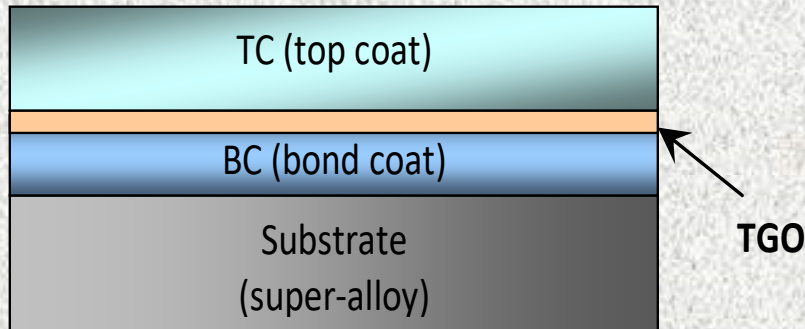 TC (top coat)
BC (bond coat)
TGO
Substrate
(super-alloy)